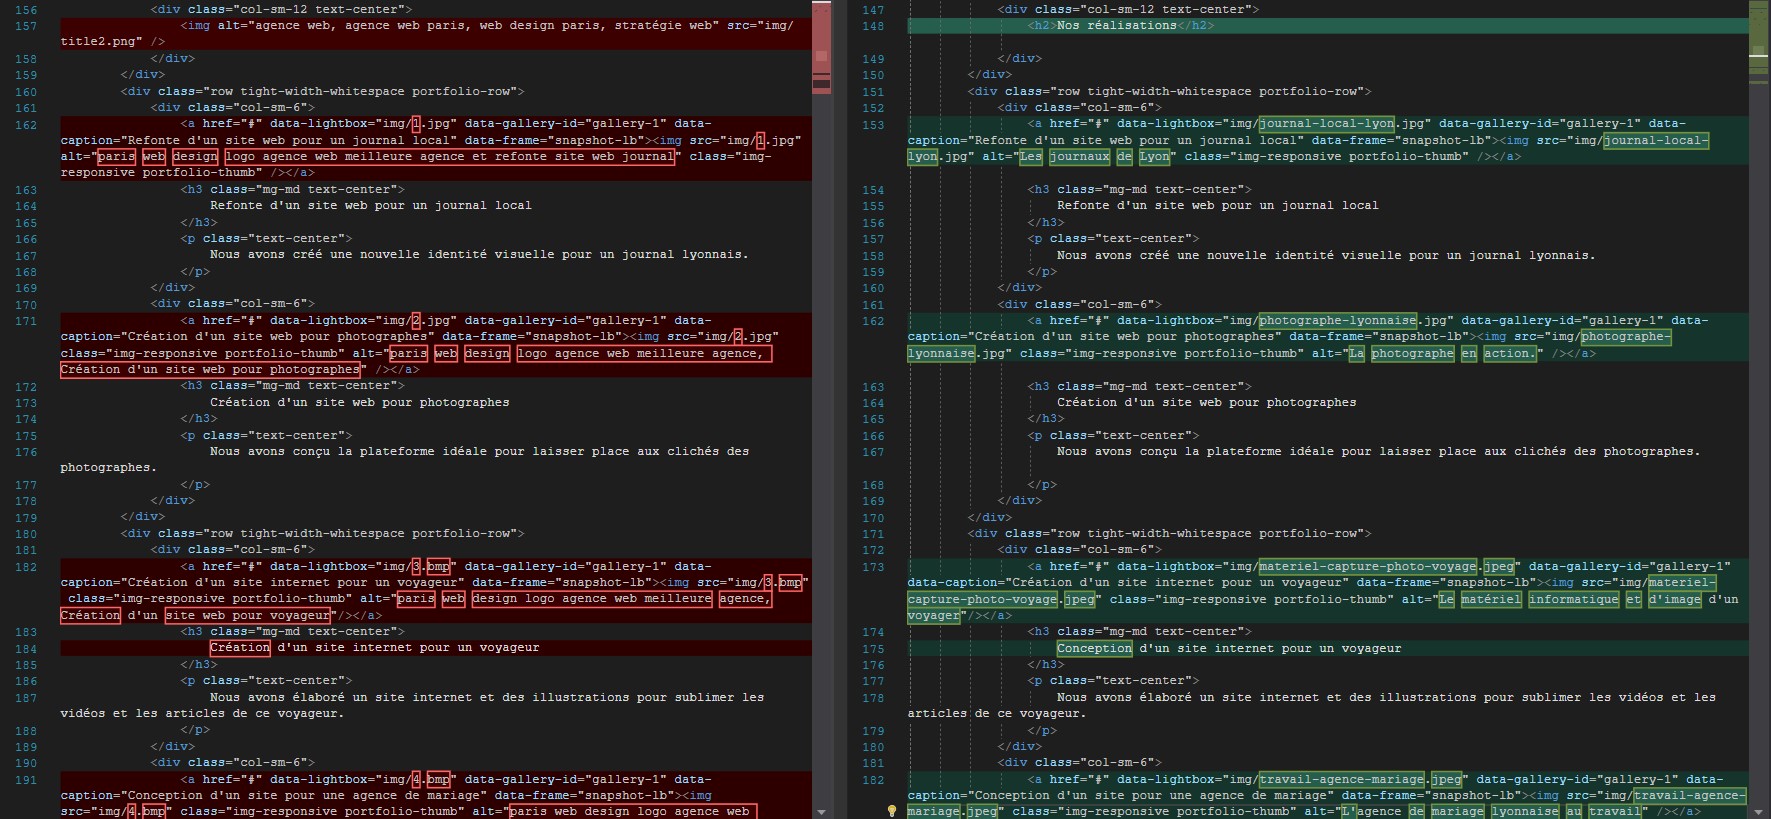 156 <div class="col-sm-12 text-center">
157 <img alt="agence web, agence web paris, web design paris, stratégie web" src="img/
title2.png" />
158 </div>
159 </div>
160 <div class="row tight-width-whitespace portfolio-row">
161 <div class="col-sm-6">
162 <a href="#" data-lightbox="img/1.jpg" data-gallery-id="gallery-1" data-
caption="Refonte d'un site web pour un journal local" data-frame="snapshot-lb"><img src="img/1.jpg"
alt="paris web design logo agence web meilleure agence et refonte site web journal" class="img-
responsive portfolio-thumb" /></a>
163 <h3 class="mg-md text-center">
164 Refonte d'un site web pour un journal local
165 </h3>
166 <p class="text-center">
167 Nous avons créé une nouvelle identité visuelle pour un journal lyonnais.
168 </p>
169 </div>
170 <div class="col-sm-6">
171 <a href="#" data-lightbox="img/2.jpg" data-gallery-id="gallery-1" data-
caption="Création d'un site web pour photographes" data-frame="snapshot-lb"><img src="img/2.jpg"
class="img-responsive portfolio-thumb" alt="paris web design logo agence web meilleure agence,
Création d'un site web pour photographes" /></a>
172 <h3 class="mg-md text-center">
173 Création d'un site web pour photographes
174 </h3>
175 <p class="text-center">
176 Nous avons conçu la plateforme idéale pour laisser place aux clichés des
photographes.
177 </p>
178 </div>
179 </div>
180 <div class="row tight-width-whitespace portfolio-row">
181 <div class="col-sm-6">
182 <a href="#" data-lightbox="img/3.bmp" data-gallery-id="gallery-1" data-
caption="Création d'un site internet pour un voyageur" data-frame="snapshot-lb"><img src="img/3.bmp"
class="img-responsive portfolio-thumb" alt="paris web design logo agence web meilleure agence,
Création d'un site web pour voyageur"/></a>
183 <h3 class="mg-md text-center">
184 Création d'un site internet pour un voyageur
185 </h3>
186 <p class="text-center">
187 Nous avons élaboré un site internet et des illustrations pour sublimer les
vidéos et les articles de ce voyageur.
188 </p>
189 </div>
190 <div class="col-sm-6">
191 <a href="#" data-lightbox="img/4.bmp" data-gallery-id="gallery-1" data-
caption="Conception d'un site pour une agence de mariage" data-frame="snapshot-lb"><img
src="img/4.bmp" class="img-responsive portfolio-thumb" alt="paris web design logo agence web
147 <div class="col-sm-12 text-center">
148 <h2>Nos réalisations</h2>
149 </div>
150 </div>
151 <div class="row tight-width-whitespace portfolio-row">
152 <div class="col-sm-6">
153 <a href="#" data-lightbox="img/journal-local-lyon.jpg" data-gallery-id="gallery-1" data-
caption="Refonte d'un site web pour un journal local" data-frame="snapshot-lb"><img src="img/journal-local-
lyon.jpg" alt="Les journaux de Lyon" class="img-responsive portfolio-thumb" /></a>
154 <h3 class="mg-md text-center">
155 Refonte d'un site web pour un journal local
156 </h3>
157 <p class="text-center">
158 Nous avons créé une nouvelle identité visuelle pour un journal lyonnais.
159 </p>
160 </div>
161 <div class="col-sm-6">
162 <a href="#" data-lightbox="img/photographe-lyonnaise.jpg" data-gallery-id="gallery-1" data-
caption="Création d'un site web pour photographes" data-frame="snapshot-lb"><img src="img/photographe-
lyonnaise.jpg" class="img-responsive portfolio-thumb" alt="La photographe en action." /></a>
163 <h3 class="mg-md text-center">
164 Création d'un site web pour photographes
165 </h3>
166 <p class="text-center">
167 Nous avons conçu la plateforme idéale pour laisser place aux clichés des photographes.
168 </p>
169 </div>
170 </div>
171 <div class="row tight-width-whitespace portfolio-row">
172 <div class="col-sm-6">
173 <a href="#" data-lightbox="img/materiel-capture-photo-voyage.jpeg" data-gallery-id="gallery-1"
data-caption="Création d'un site internet pour un voyageur" data-frame="snapshot-lb"><img src="img/materiel-
capture-photo-voyage.jpeg" class="img-responsive portfolio-thumb" alt="Le matériel informatique et d'image d'un
voyager"/></a>
174 <h3 class="mg-md text-center">
175 Conception d'un site internet pour un voyageur
176 </h3>
177 <p class="text-center">
178 Nous avons élaboré un site internet et des illustrations pour sublimer les vidéos et les
articles de ce voyageur.
179 </p>
180 </div>
181 <div class="col-sm-6">
182 <a href="#" data-lightbox="img/travail-agence-mariage.jpeg" data-gallery-id="gallery-1" data-
caption="Conception d'un site pour une agence de mariage" data-frame="snapshot-lb"><img src="img/travail-agence-
mariage.jpeg" class="img-responsive portfolio-thumb" alt="L'agence de mariage lyonnaise au travail" /></a>